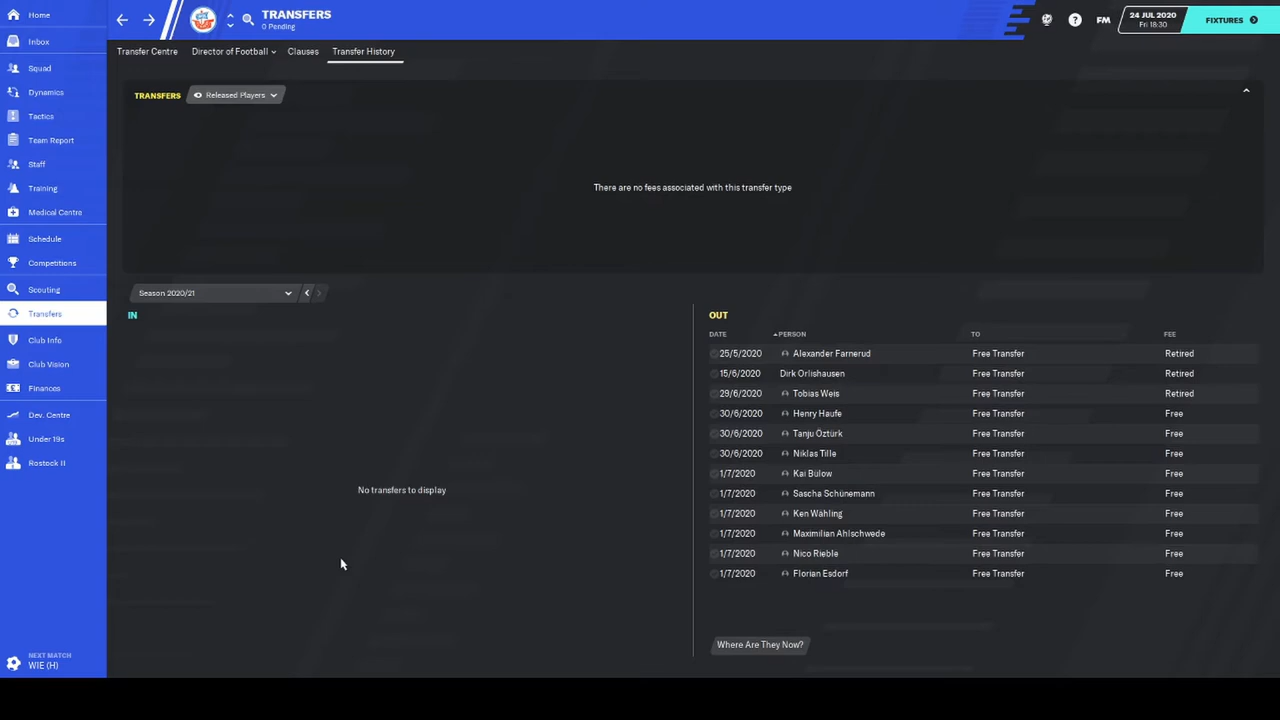 Home
Inbox
Squad
Dynamics
Tactics
Team Report
Staff
Training
Medical Centre
Schedule
Competitions
Scouting
Transfers
Club Info
Club Vision
Finances
Dev. Centre
Under 19s
Rostock II
NEXT MATCH
WIE (H)
TRANSFERS
0 Pending
? FM 24 JUL 2020 FIXTURES
Fri 18:30
Transfer Centre Director of Football Clauses Transfer History
TRANSFERS Released Players
There are no fees associated with this transfer type
Season 2020/21
IN
No transfers to display
OUT
DATE PERSON TO FEE
25/5/2020 Alexander Farnerud Free Transfer Retired
15/6/2020 Dirk Orlishausen Free Transfer Retired
29/6/2020 Tobias Weis Free Transfer Retired
30/6/2020 Henry Haufe Free Transfer Free
30/6/2020 Tanju Öztürk Free Transfer Free
30/6/2020 Niklas Tille Free Transfer Free
1/7/2020 Kai Bülow Free Transfer Free
1/7/2020 Sascha Schünemann Free Transfer Free
1/7/2020 Ken Wähling Free Transfer Free
1/7/2020 Maximilian Ahlschwede Free Transfer Free
1/7/2020 Nico Rieble Free Transfer Free
1/7/2020 Florian Esdorf Free Transfer Free
Where Are They Now?